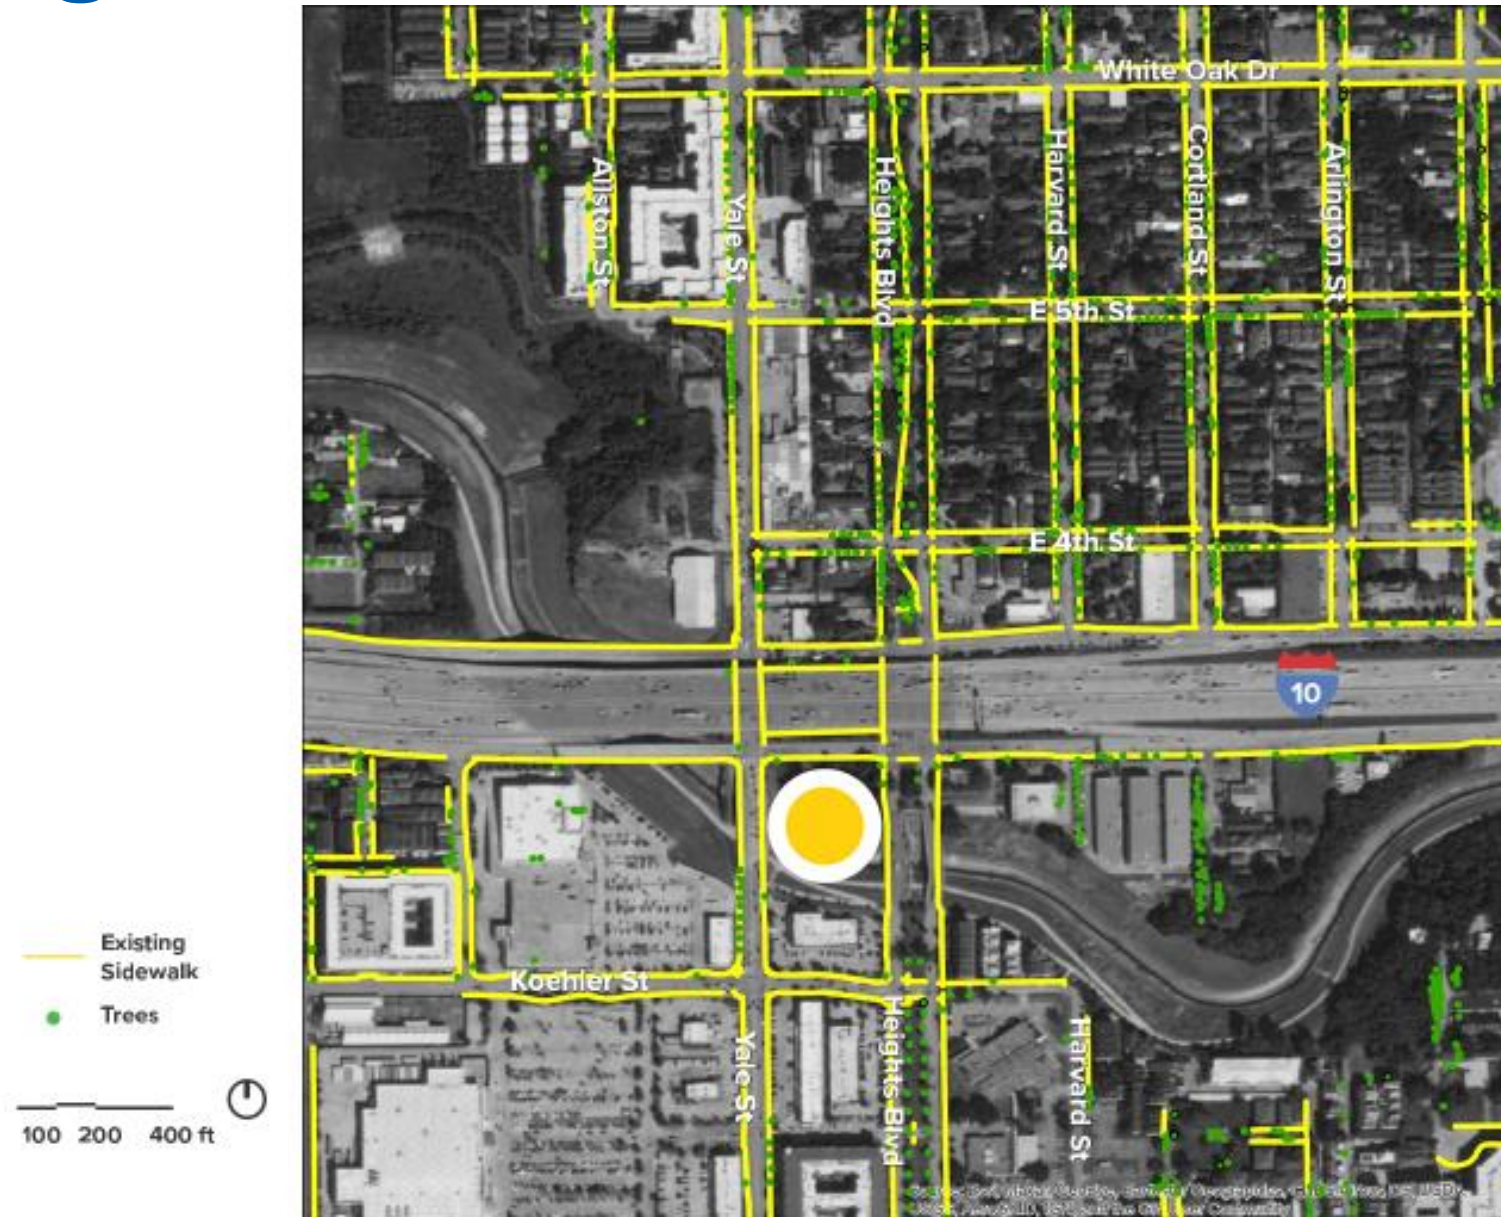 White Oak Dr
Allston St
Yale St
Heights Blvd
Harvard St
Cortland St
Arlington St
E 5th St
E 4th St
10
Existing
Sidewalk
Trees
Koehler St
Yale St
Heights Blvd
Harvard St
100 200 400 ft